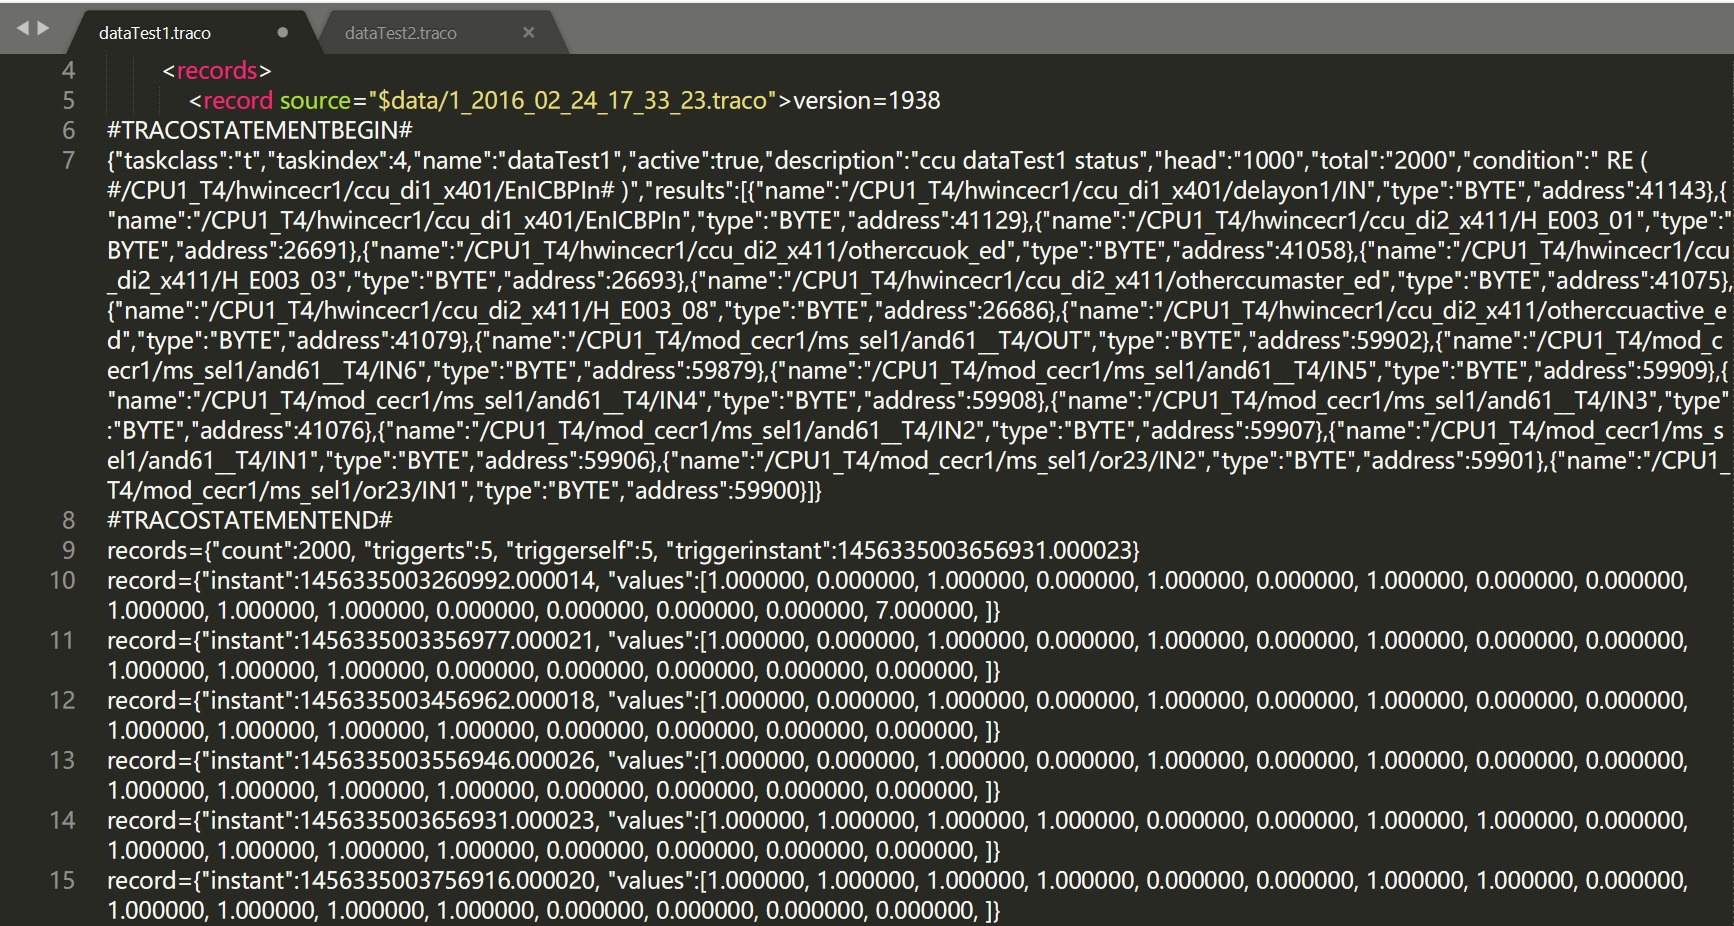 dataTest1.traco
dataTest2.traco
4 <records>
5 <record source="$data/1_2016_02_24_17_33_23.traco">version=1938
6 #TRACOSTATEMENTBEGIN#
7 {"taskclass":"t","taskindex":4,"name":"dataTest1","active":true,"description":"ccu dataTest1 status","head":"1000","total":"2000","condition":" RE (
#/CPU1_T4/hwincecr1/ccu_di1_x401/EnICBPIn# )","results":[{"name":"/CPU1_T4/hwincecr1/ccu_di1_x401/delayon1/IN","type":"BYTE","address":41143},{
"name":"/CPU1_T4/hwincecr1/ccu_di1_x401/EnICBPIn","type":"BYTE","address":41129},{"name":"/CPU1_T4/hwincecr1/ccu_di2_x411/H_E003_01","type":"
BYTE","address":26691},{"name":"/CPU1_T4/hwincecr1/ccu_di2_x411/otherccuok_ed","type":"BYTE","address":41058},{"name":"/CPU1_T4/hwincecr1/ccu
_di2_x411/H_E003_03","type":"BYTE","address":26693},{"name":"/CPU1_T4/hwincecr1/ccu_di2_x411/otherccumaster_ed","type":"BYTE","address":41075},
{"name":"/CPU1_T4/hwincecr1/ccu_di2_x411/H_E003_08","type":"BYTE","address":26686},{"name":"/CPU1_T4/hwincecr1/ccu_di2_x411/otherccuactive_e
d","type":"BYTE","address":41079},{"name":"/CPU1_T4/mod_cecr1/ms_sel1/and61__T4/OUT","type":"BYTE","address":59902},{"name":"/CPU1_T4/mod_c
ecr1/ms_sel1/and61__T4/IN6","type":"BYTE","address":59879},{"name":"/CPU1_T4/mod_cecr1/ms_sel1/and61__T4/IN5","type":"BYTE","address":59909},{
"name":"/CPU1_T4/mod_cecr1/ms_sel1/and61__T4/IN4","type":"BYTE","address":59908},{"name":"/CPU1_T4/mod_cecr1/ms_sel1/and61__T4/IN3","type"
:"BYTE","address":41076},{"name":"/CPU1_T4/mod_cecr1/ms_sel1/and61__T4/IN2","type":"BYTE","address":59907},{"name":"/CPU1_T4/mod_cecr1/ms_s
el1/and61__T4/IN1","type":"BYTE","address":59906},{"name":"/CPU1_T4/mod_cecr1/ms_sel1/or23/IN2","type":"BYTE","address":59901},{"name":"/CPU1_
T4/mod_cecr1/ms_sel1/or23/IN1","type":"BYTE","address":59900}]}
8 #TRACOSTATEMENTEND#
9 records={"count":2000, "triggerts":5, "triggerself":5, "triggerinstant":1456335003656931.000023}
10 record={"instant":1456335003260992.000014, "values":[1.000000, 0.000000, 1.000000, 0.000000, 1.000000, 0.000000, 1.000000, 0.000000, 0.000000,
1.000000, 1.000000, 1.000000, 0.000000, 0.000000, 0.000000, 0.000000, 7.000000, ]}
11 record={"instant":1456335003356977.000021, "values":[1.000000, 0.000000, 1.000000, 0.000000, 1.000000, 0.000000, 1.000000, 0.000000, 0.000000,
1.000000, 1.000000, 1.000000, 0.000000, 0.000000, 0.000000, 0.000000, 0.000000, ]}
12 record={"instant":1456335003456962.000018, "values":[1.000000, 0.000000, 1.000000, 0.000000, 1.000000, 0.000000, 1.000000, 0.000000, 0.000000,
1.000000, 1.000000, 1.000000, 1.000000, 0.000000, 0.000000, 0.000000, 0.000000, ]}
13 record={"instant":1456335003556946.000026, "values":[1.000000, 0.000000, 1.000000, 0.000000, 1.000000, 0.000000, 1.000000, 0.000000, 0.000000,
1.000000, 1.000000, 1.000000, 1.000000, 0.000000, 0.000000, 0.000000, 0.000000, ]}
14 record={"instant":1456335003656931.000023, "values":[1.000000, 1.000000, 1.000000, 1.000000, 0.000000, 0.000000, 1.000000, 1.000000, 0.000000,
1.000000, 1.000000, 1.000000, 1.000000, 0.000000, 0.000000, 0.000000, 0.000000, ]}
15 record={"instant":1456335003756916.000020, "values":[1.000000, 1.000000, 1.000000, 1.000000, 0.000000, 0.000000, 1.000000, 1.000000, 0.000000,
1.000000, 1.000000, 1.000000, 1.000000, 0.000000, 0.000000, 0.000000, 0.000000, ]}